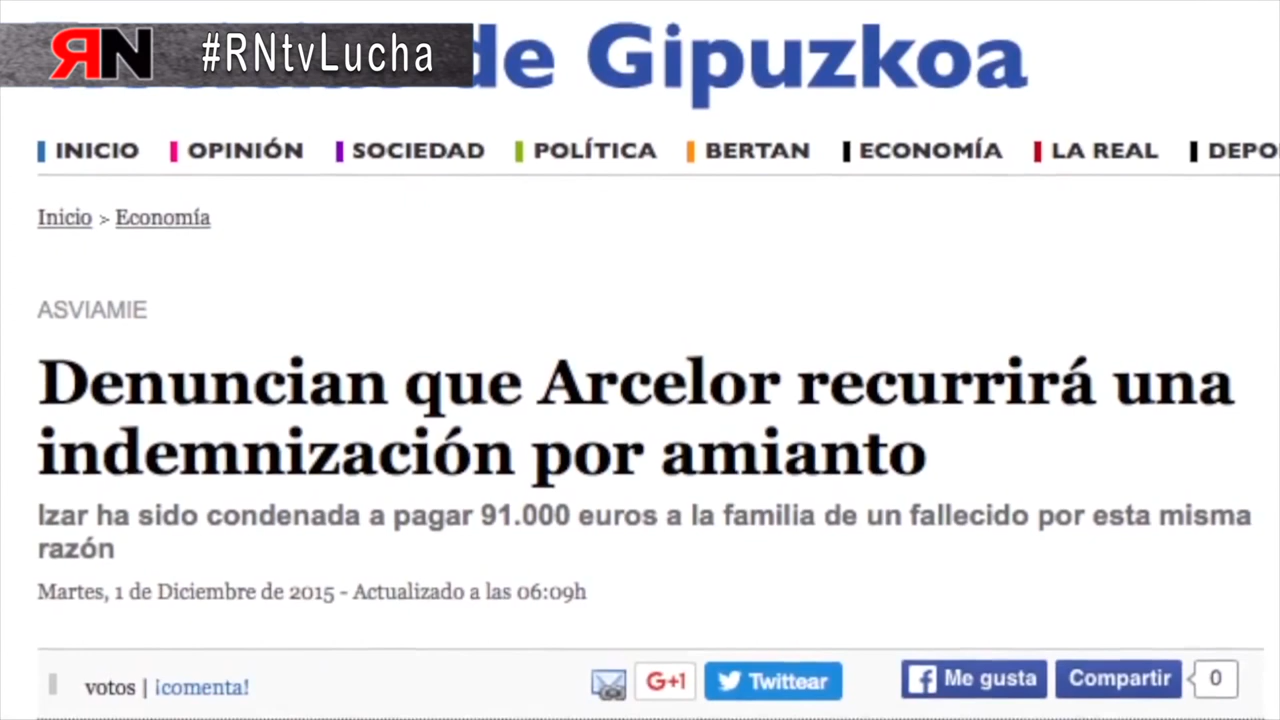 RN #RNtvLucha
de Gipuzkoa
INICIO OPINIÓN SOCIEDAD POLÍTICA BERTAN ECONOMÍA LA REAL DEPO
Inicio > Economía
ASVIAMIE
Denuncian que Arcelor recurrirá una
indemnización por amianto
Izar ha sido condenada a pagar 91.000 euros a la familia de un fallecido por esta misma
razón
Martes, 1 de Diciembre de 2015 - Actualizado a las 06:09h
votos | ¡comenta! G+1 Twittear Me gusta Compartir 0